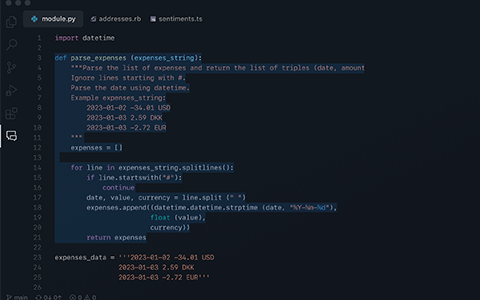 module.py addresses.rb sentiments.ts
1 import datetime
2
3 def parse_expenses (expenses_string):
4 """Parse the list of expenses and return the list of triples (date, amount
5 Ignore lines starting with #.
6 Parse the date using datetime.
7 Example expenses_string:
8 2023-01-02 -34.01 USD
9 2023-01-03 2.59 DKK
10 2023-01-03 -2.72 EUR
11 """
12 expenses = []
13
14 for line in expenses_string.splitlines():
15 if line.startswith("#"):
16 continue
17 date, value, currency = line.split (" ")
18 expenses.append((datetime.datetime.strptime (date, "%Y-%m-%d"),
19 float (value),
20 currency))
21 return expenses
22
23 expenses_data = '''2023-01-02 -34.01 USD
24 2023-01-03 2.59 DKK
25 2023-01-03 -2.72 EUR'''
main 0 0